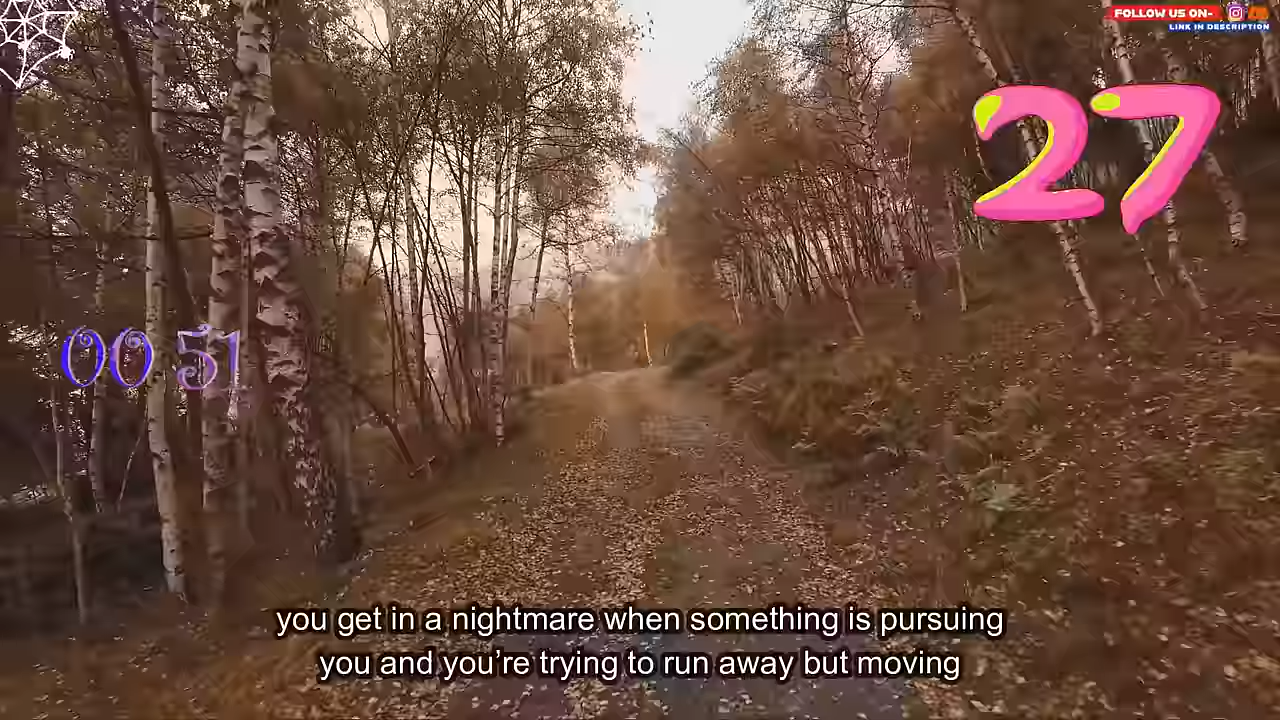 FOLLOW US ON-
LINK IN DESCRIPTION
27
00 51
you get in a nightmare when something is pursuing
you and you're trying to run away but moving